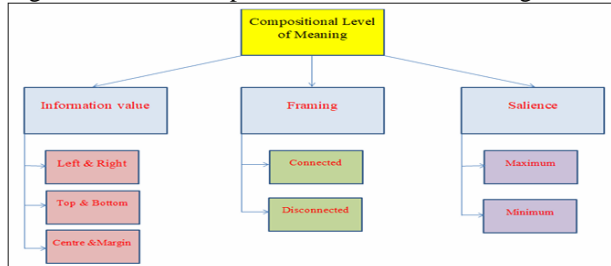 Compositional Level
of Meaning
Information value
Framing
Salience
Left & Right
Connected
Maximum
Top & Bottom
Disconnected
Minimum
Centre &Margin